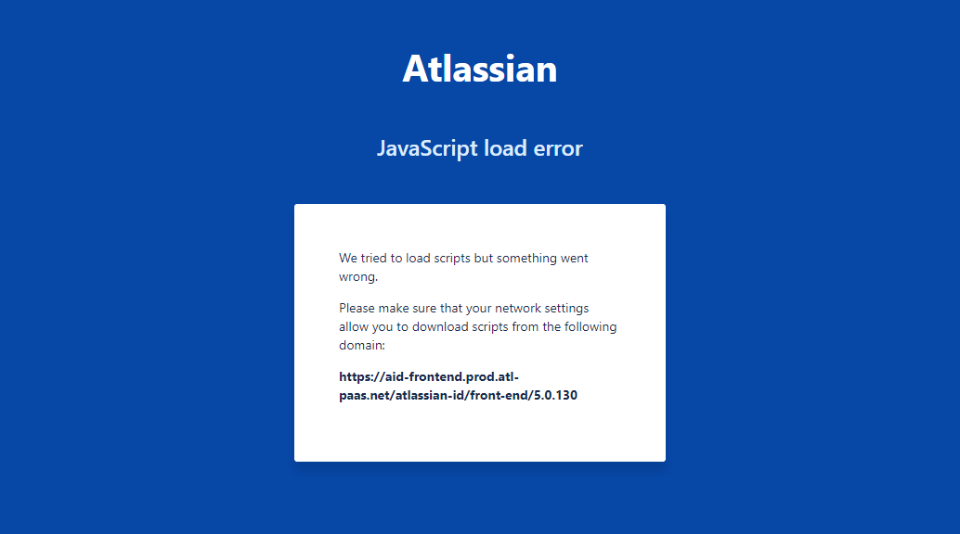 Atlassian
JavaScript load error
We tried to load scripts but something went
wrong.
Please make sure that your network settings
allow you to download scripts from the following
domain:
https://aid-frontend.prod.atl-
paas.net/atlassian-id/front-end/5.0.130